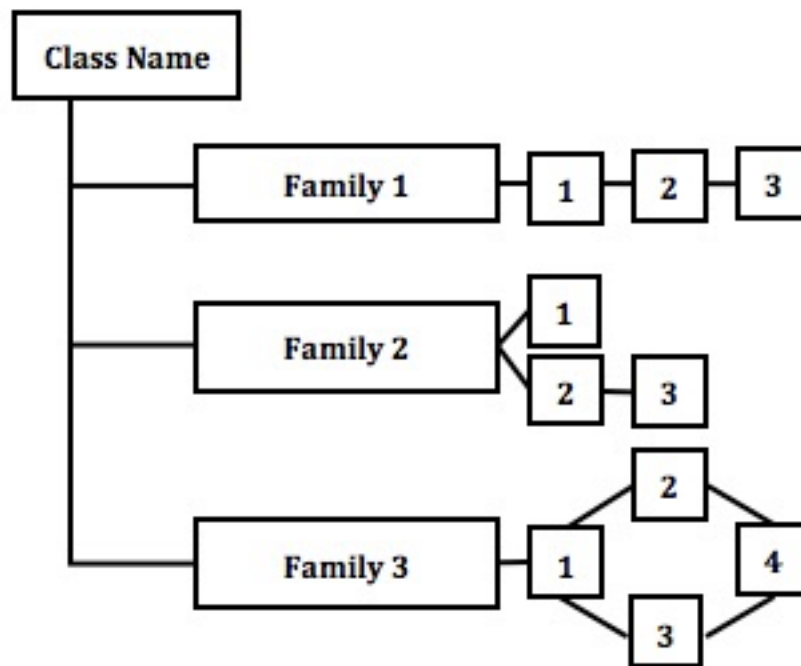 Class Name
Family 1 1 2 3
Family 2 1
2 3
2
Family 3 1 4
3